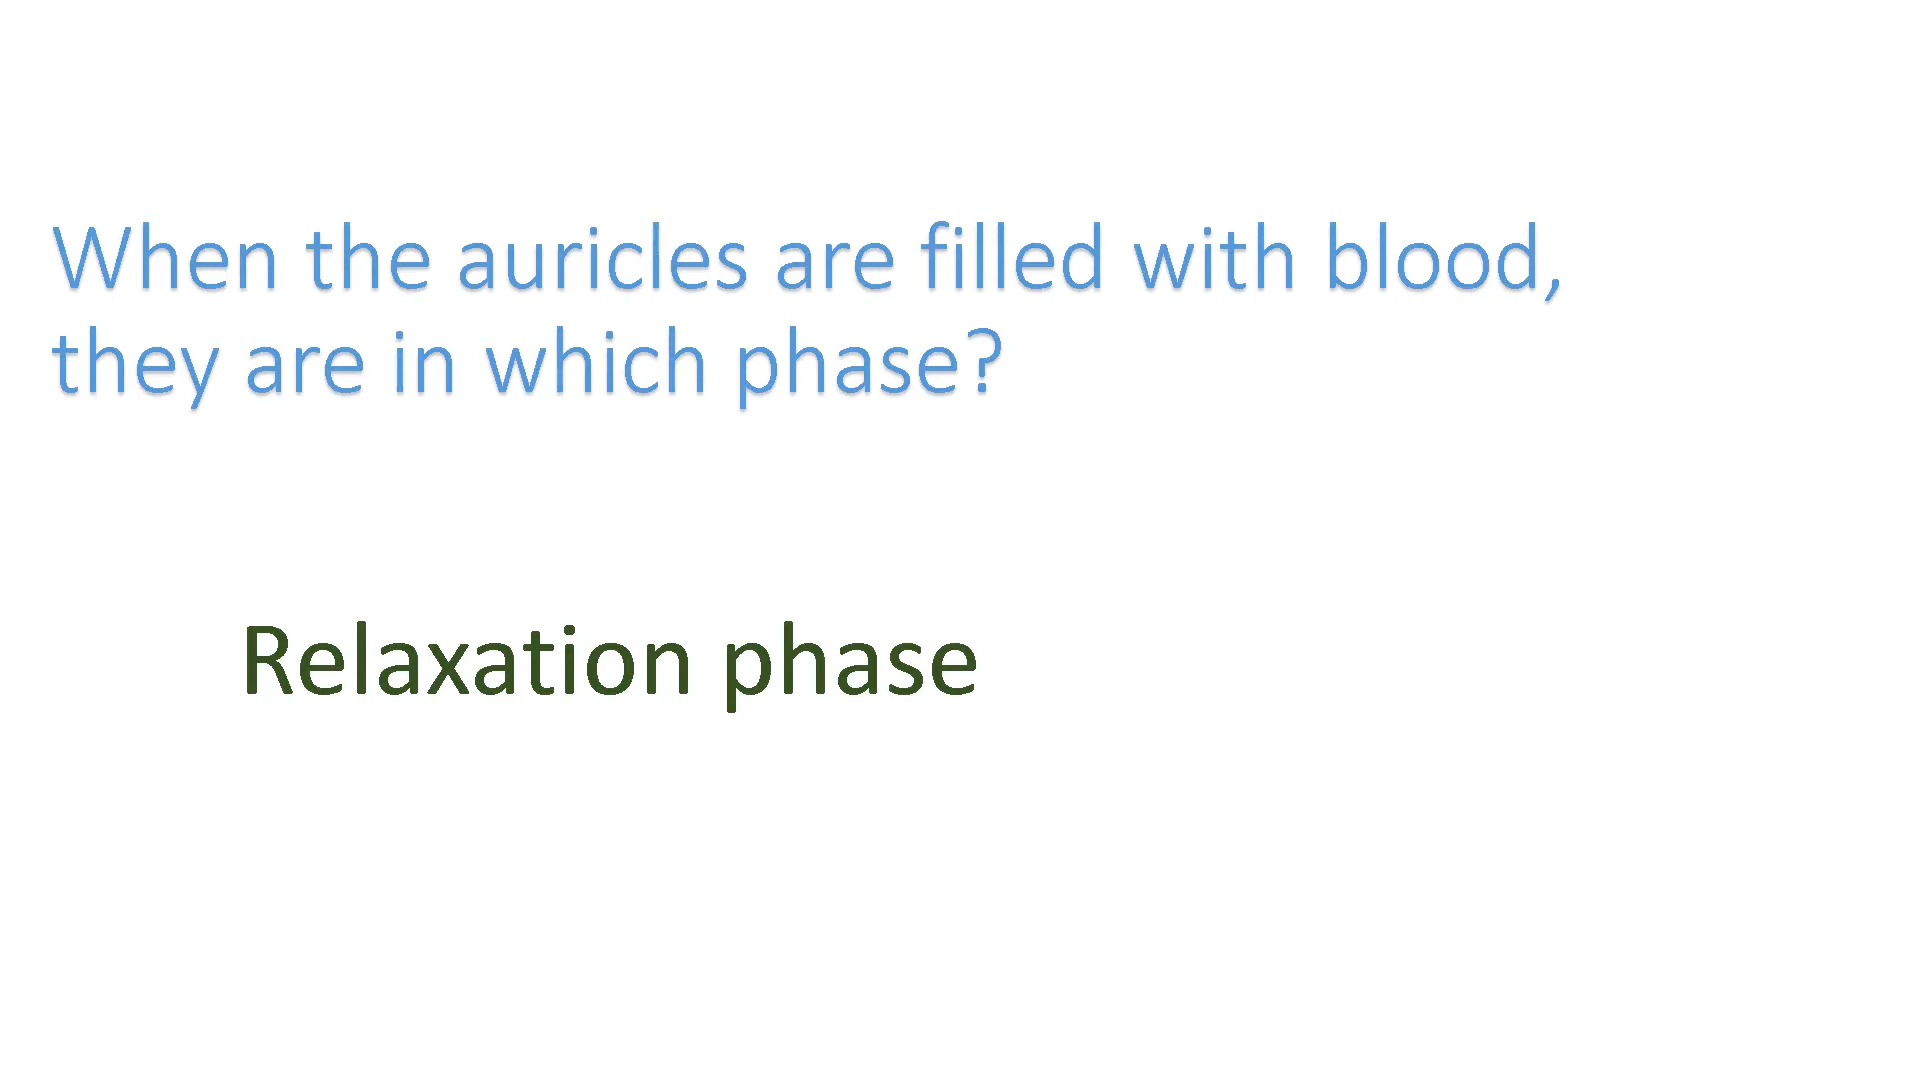 When the auricles are filled with blood,
they are in which phase?
Relaxation phase